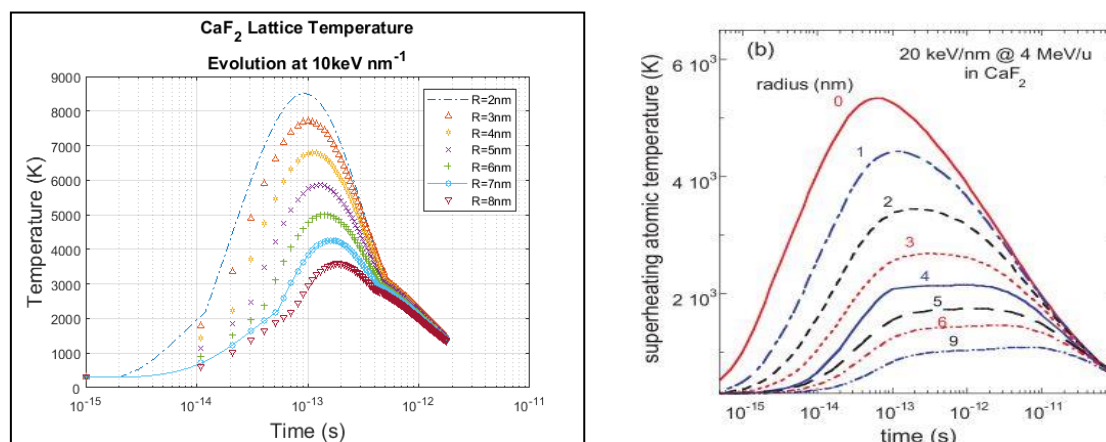 CaF2 Lattice Temperature
Evolution at 10keV nm-1
9000
8000
7000
6000
5000
4000
3000
2000
1000
0
Temperature (K)
R=2nm
R=3nm
R=4nm
R=5nm
R=6nm
R=7nm
R=8nm
10-15
10-14
10-13
10-12
10-11
Time (s)
(b)
20 keV/nm @ 4 MeV/u
in CaF2
radius (nm)
6 10³
4 10³
2 10³
superheating atomic temperature (K)
0
1
2
3
4
5
6
9
10-15
10-14
10-13
10-12
10-11
time (s)